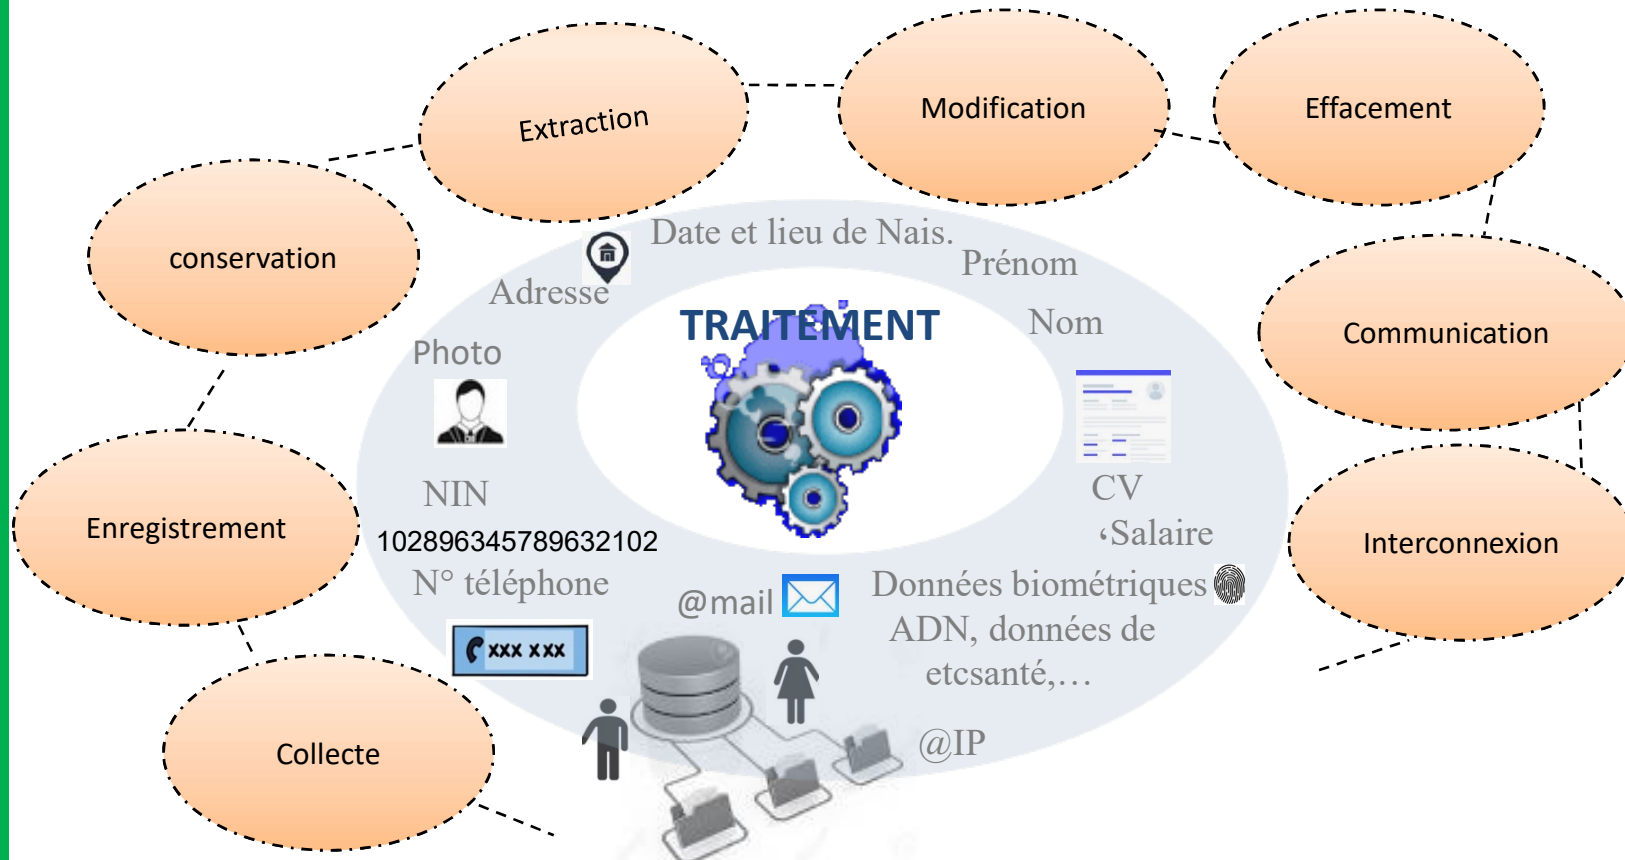 Extraction
Modification
Effacement
conservation
Date et lieu de Nais.
Prénom
Adresse
TRAITEMENT
Nom
Communication
Photo
NIN
CV
Enregistrement
102896345789632102
،Salaire
Interconnexion
N° téléphone
@mail
Données biométriques
ADN, données de
etcsanté,…
xxx xxx
@IP
Collecte